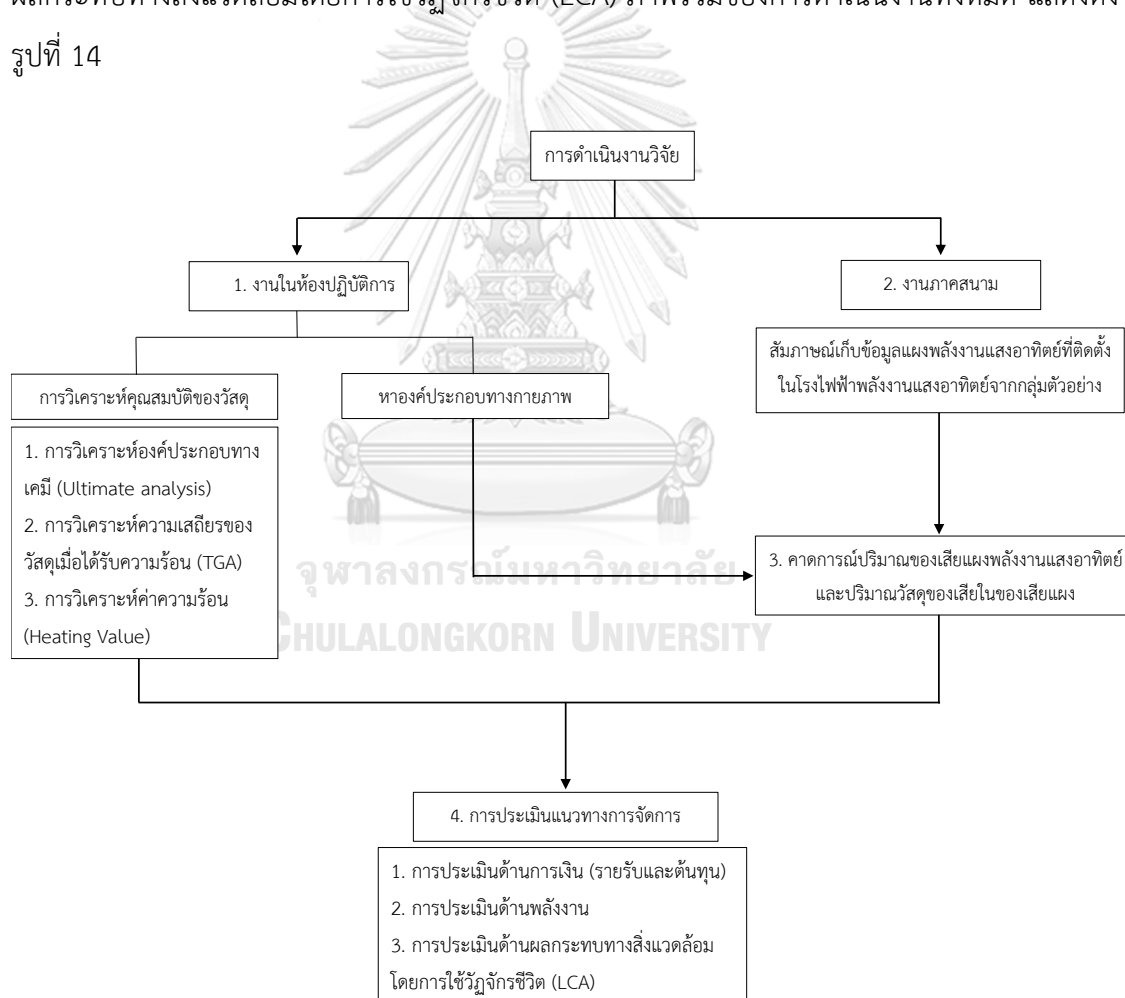 ผลกระทบทางสิ่งแวดล้อมโดยการใช้วัฏจักรชีวิต (LCA) ภาพรวมของการดำเนินงานทั้งหมด แสดงดัง
รูปที่ 14
การดำเนินงานวิจัย
1. งานในห้องปฏิบัติการ
2. งานภาคสนาม
การวิเคราะห์คุณสมบัติของวัสดุ
หาองค์ประกอบทางกายภาพ
สัมภาษณ์เก็บข้อมูลแผงพลังงานแสงอาทิตย์ที่ติดตั้ง
ในโรงไฟฟ้าพลังงานแสงอาทิตย์จากกลุ่มตัวอย่าง
1. การวิเคราะห์องค์ประกอบทาง
เคมี (Ultimate analysis)
2. การวิเคราะห์ความเสถียรของ
วัสดุเมื่อได้รับความร้อน (TGA)
3. การวิเคราะห์ค่าความร้อน
(Heating Value)
3. คาดการณ์ปริมาณของเสียแผงพลังงานแสงอาทิตย์
และปริมาณวัสดุของเสียในของเสียแผง
จุฬาลงกรณ์มหาวิทยาลัย
CHULALONGKORN UNIVERSITY
4. การประเมินแนวทางการจัดการ
1. การประเมินด้านการเงิน (รายรับและต้นทุน)
2. การประเมินด้านพลังงาน
3. การประเมินด้านผลกระทบทางสิ่งแวดล้อม
โดยการใช้วัฏจักรชีวิต (LCA)